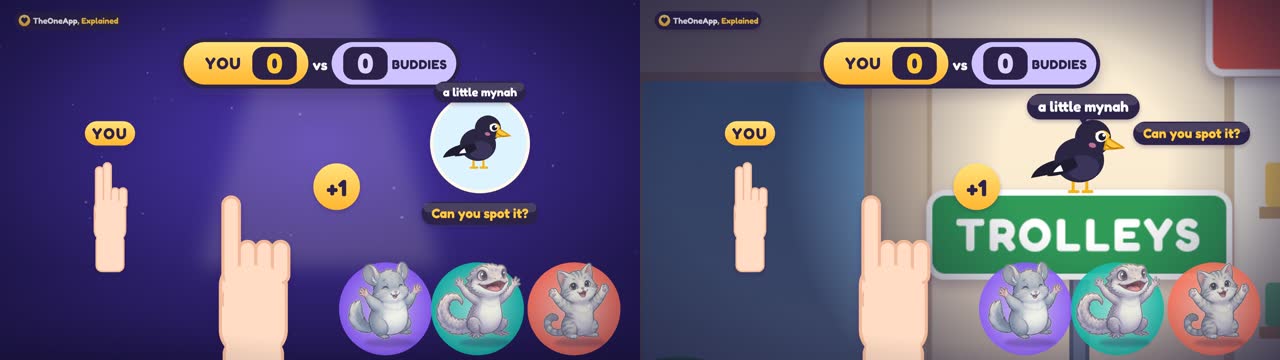 TheOneApp, Explained
YOU 0 vs 0 BUDDIES
a little mynah
YOU
+1
Can you spot it?
TheOneApp, Explained
YOU 0 vs 0 BUDDIES
a little mynah
YOU
Can you spot it?
+1
TROLLEYS